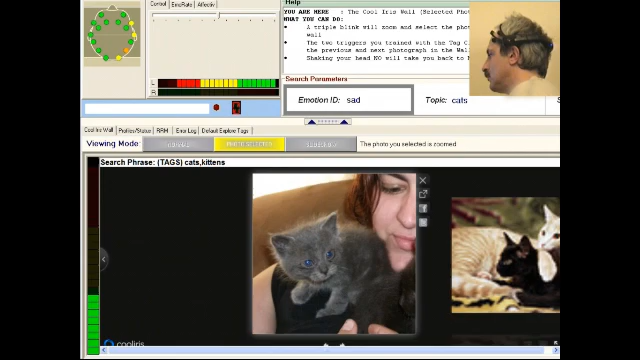 Control EmoRate Affectiv
Help
YOU ARE HERE : The Cool Iris Wall (Selected Pho
WHAT YOU CAN DO:
A triple blink will zoom and select the photo
wall
The two triggers you trained with the Tag C
the previous and next photograph in the Wall
Shaking your head NO will take you back to
L
R
Search Parameters
Emotion ID: sad
Topic: cats
S
Cool Iris Wall Profiles/Status RRM Error Log Default Explore Tags
Viewing Mode:
The photo you selected is zoomed
Search Phrase: (TAGS) cats,kittens
cooliris